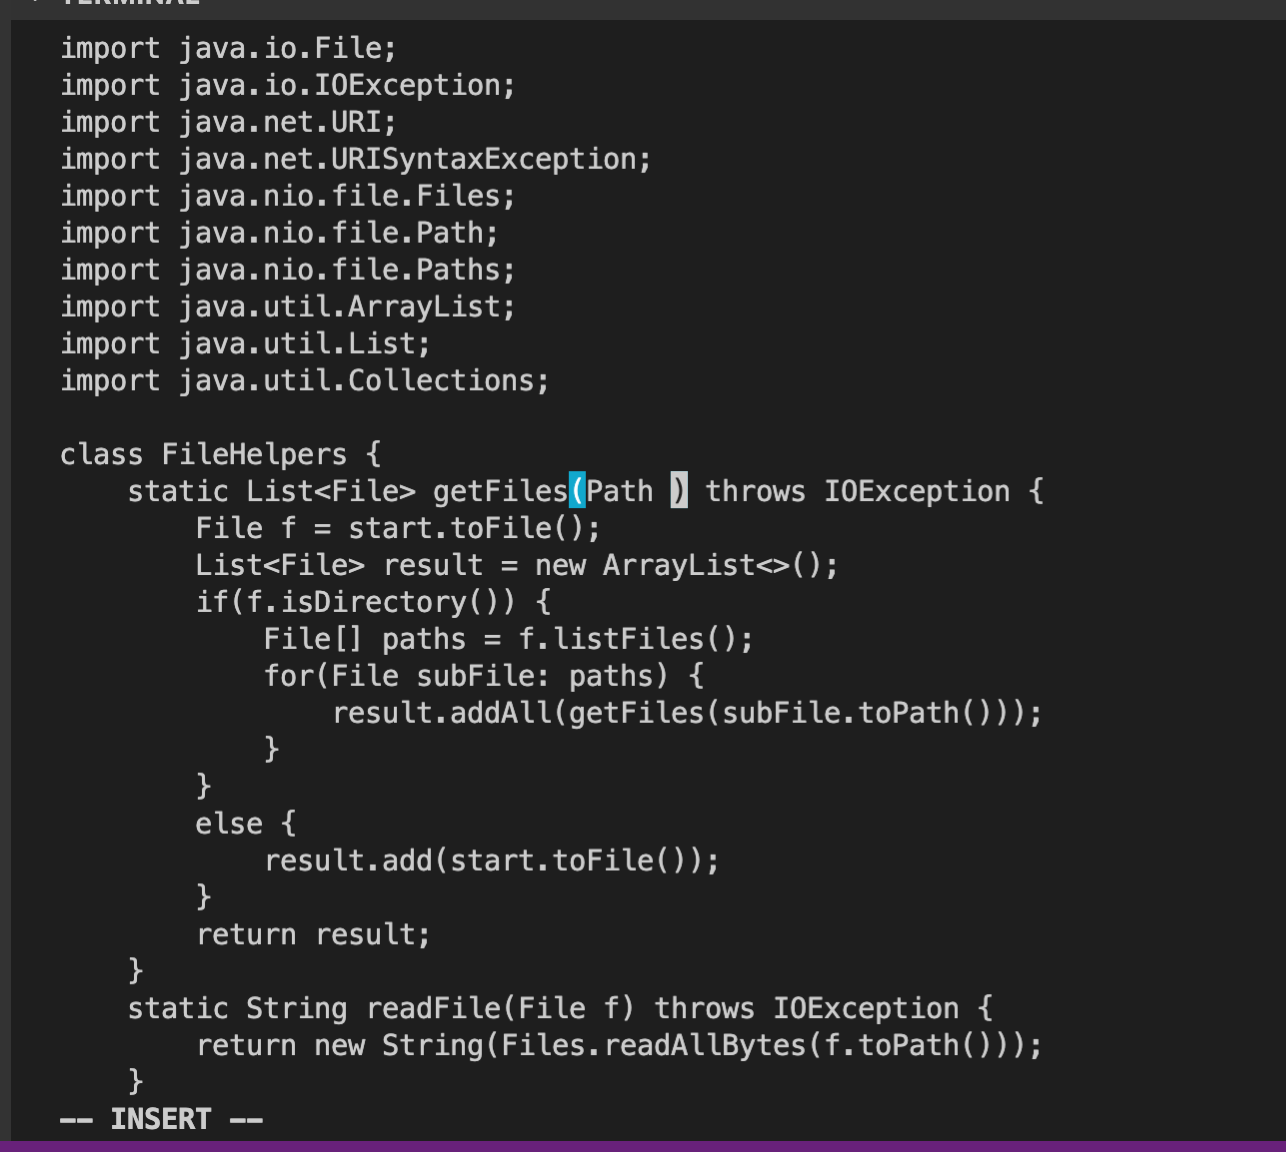 TERMINAL
import java.io.File;
import java.io.IOException;
import java.net.URI;
import java.net.URISyntaxException;
import java.nio.file.Files;
import java.nio.file.Path;
import java.nio.file.Paths;
import java.util.ArrayList;
import java.util.List;
import java.util.Collections;

class FileHelpers {
    static List<File> getFiles(Path ) throws IOException {
        File f = start.toFile();
        List<File> result = new ArrayList<>();
        if(f.isDirectory()) {
            File[] paths = f.listFiles();
            for(File subFile: paths) {
                result.addAll(getFiles(subFile.toPath()));
            }
        }
        else {
            result.add(start.toFile());
        }
        return result;
    }
    static String readFile(File f) throws IOException {
        return new String(Files.readAllBytes(f.toPath()));
    }
-- INSERT --